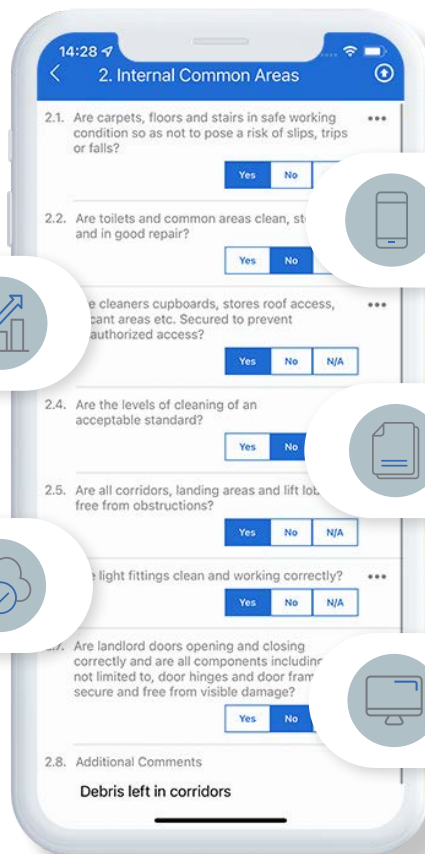 14:28
2. Internal Common Areas
2.1. Are carpets, floors and stairs in safe working
condition so as not to pose a risk of slips, trips
or falls?
Yes No
2.2. Are toilets and common areas clean,
and in good repair?
Yes No
cleaners cupboards, stores roof access,
areas etc. Secured to prevent
authorized access?
Yes No N/A
2.4. Are the levels of cleaning of an
acceptable standard?
Yes No
2.5. Are all corridors, landing areas and lift
free from obstructions?
Yes No N/A
light fittings clean and working correctly?
Yes No N/A
Are landlord doors opening and closing
correctly and are all components including
not limited to, door hinges and door
secure and free from visible damage?
Yes No
2.8. Additional Comments
Debris left in corridors